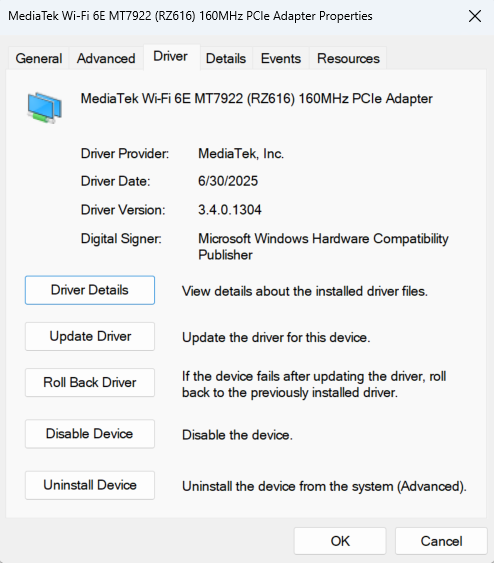 MediaTek Wi-Fi 6E MT7922 (RZ616) 160MHz PCIe Adapter Properties
General Advanced Driver Details Events Resources
MediaTek Wi-Fi 6E MT7922 (RZ616) 160MHz PCIe Adapter
Driver Provider: MediaTek, Inc.
Driver Date: 6/30/2025
Driver Version: 3.4.0.1304
Digital Signer: Microsoft Windows Hardware Compatibility
Publisher
Driver Details View details about the installed driver files.
Update Driver Update the driver for this device.
Roll Back Driver If the device fails after updating the driver, roll
back to the previously installed driver.
Disable Device Disable the device.
Uninstall Device Uninstall the device from the system (Advanced).
OK Cancel